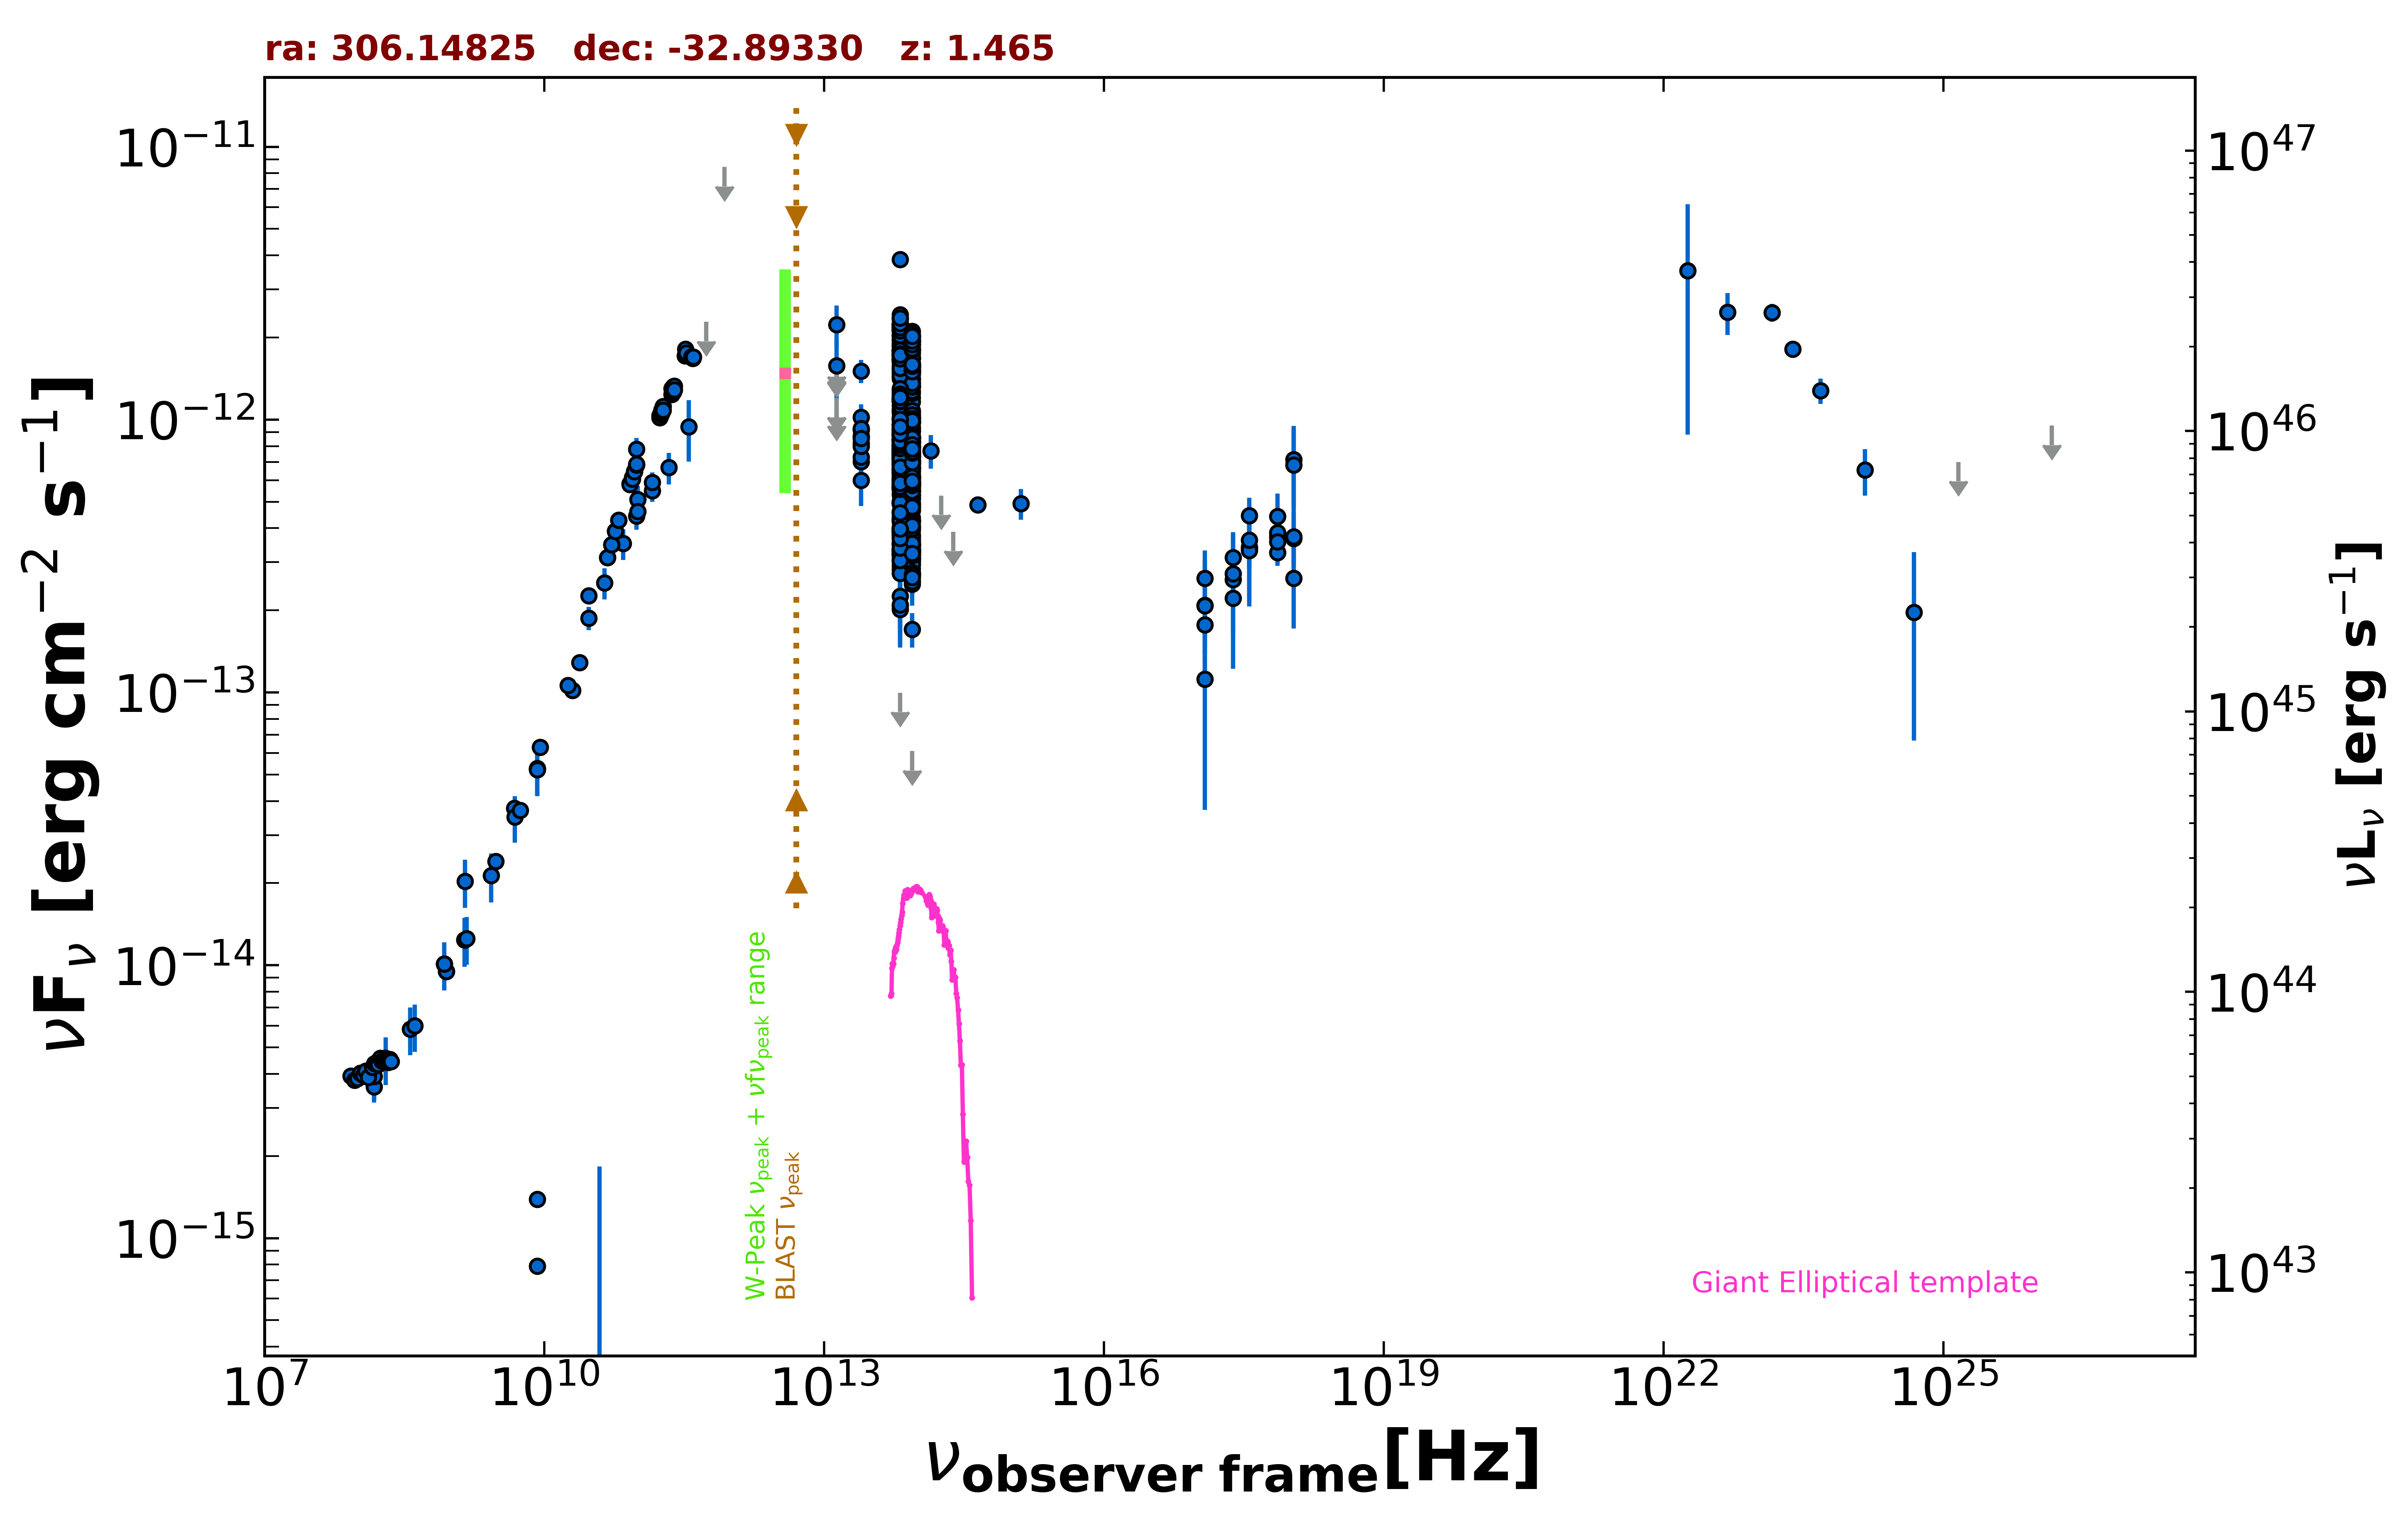 ra: 306.14825   dec: -32.89330   z: 1.465
νF_ν [erg cm⁻² s⁻¹]
10⁻¹¹
10⁻¹²
10⁻¹³
10⁻¹⁴
10⁻¹⁵
10⁴⁷
10⁴⁶
10⁴⁵
10⁴⁴
10⁴³
νL_ν [erg s⁻¹]
W-Peak ν_peak + νfν_peak range
BLAST ν_peak
Giant Elliptical template
10⁷ 10¹⁰ 10¹³ 10¹⁶ 10¹⁹ 10²² 10²⁵
ν_observer frame [Hz]